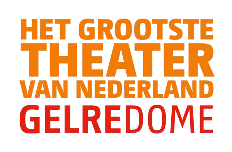 HET GROOTSTE
THEATER
VAN NEDERLAND
GELREDOME